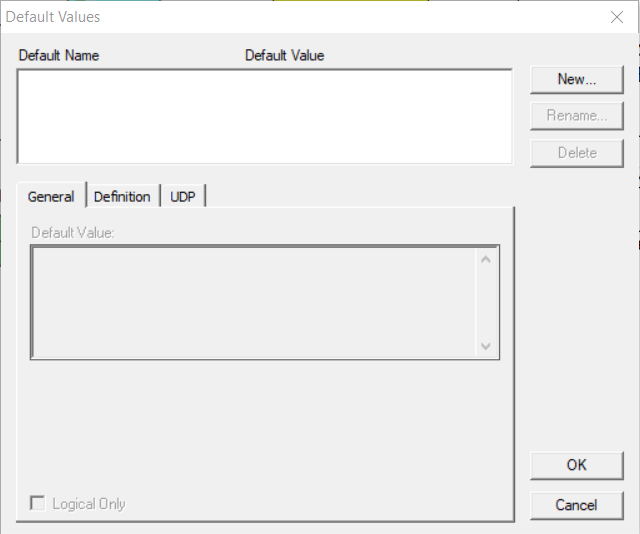 Default Values
Default Name Default Value
New...
Rename...
Delete
General Definition UDP
Default Value:
Logical Only
OK
Cancel